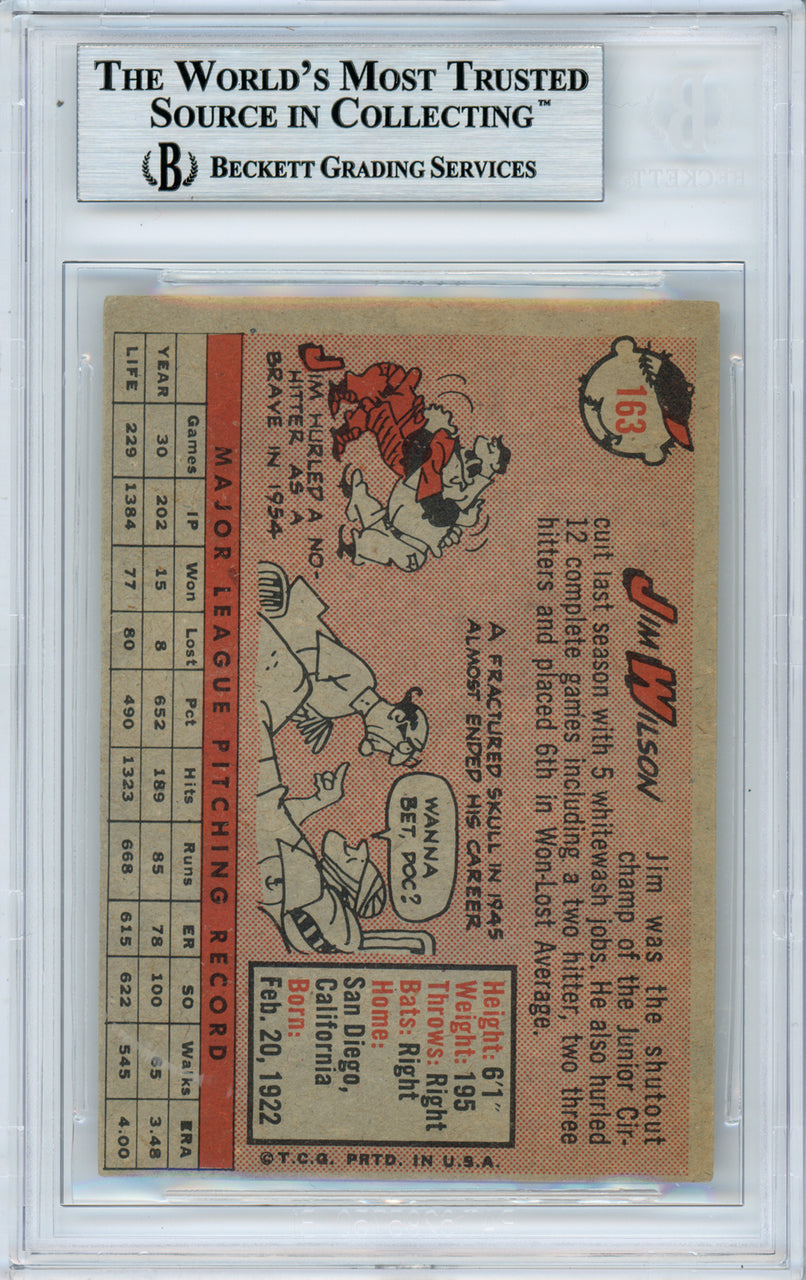 THE WORLD'S MOST TRUSTED
SOURCE IN COLLECTING™
B BECKETT GRADING SERVICES
BECKETT
163
JIM WILSON
Jim was the shutout
champ of the Junior Cir-
cuit last season with 5 whitewash jobs. He also hurled
12 complete games including a two hitter, two three
hitters and placed 6th in Won-Lost Average.
JIM HURLED A NO-
HITTER AS A
BRAVE IN 1954
A FRACTURED SKULL IN 1945
ALMOST ENDED HIS CAREER
WANNA
BET, DOC?
Height: 6'1"
Weight: 195
Throws: Right
Bats: Right
Home:
San Diego,
California
Born:
Feb. 20, 1922
©T.C.G. PRTD. IN U.S.A.
MAJOR LEAGUE PITCHING RECORD
Games IP Won Lost Pct Hits Runs ER SO Walks ERA
YEAR 30 202 15 8 652 189 85 78 100 65 3.48
LIFE 229 1384 77 80 490 1323 668 615 622 545 4.00